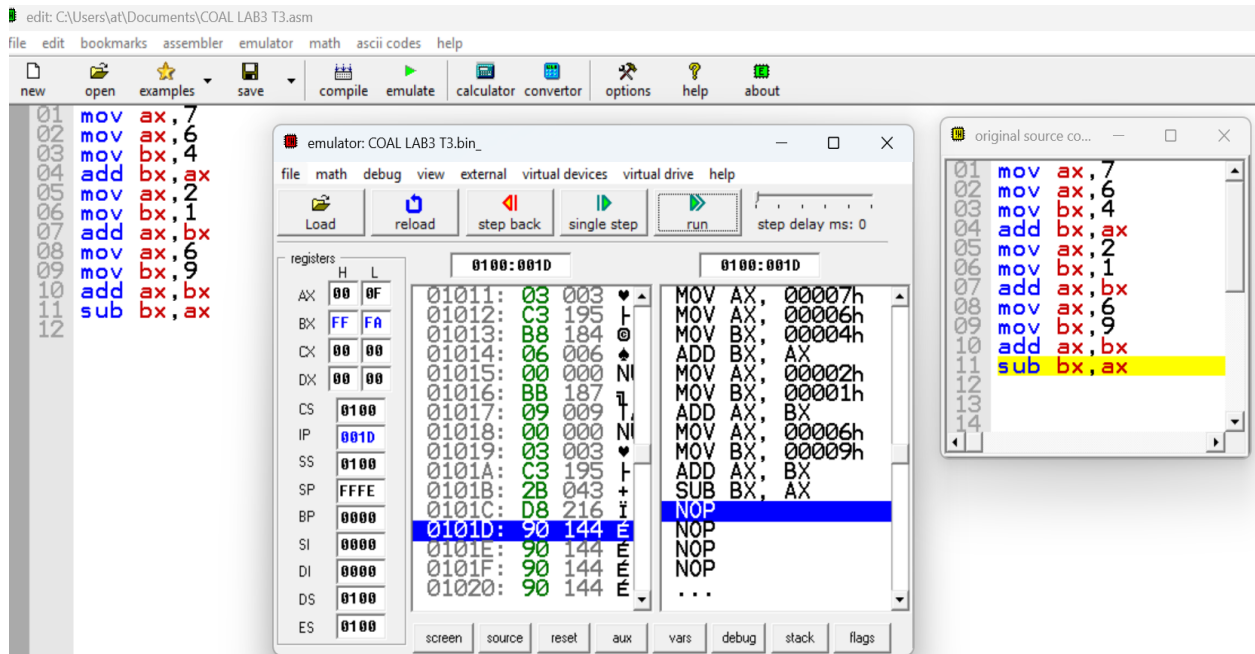 edit: C:\Users\at\Documents\COAL LAB3 T3.asm
file edit bookmarks assembler emulator math ascii codes help
new open examples save compile emulate calculator convertor options help about
01 mov ax,7
02 mov ax,6
03 mov bx,4
04 add bx,ax
05 mov ax,2
06 mov bx,1
07 add ax,bx
08 mov ax,6
09 mov bx,9
10 add ax,bx
11 sub bx,ax
12
emulator: COAL LAB3 T3.bin_
file math debug view external virtual devices virtual drive help
Load reload step back single step run step delay ms: 0
registers
H L
AX 00 0F
BX FF FA
CX 00 00
DX 00 00
CS 0100
IP 001D
SS 0100
SP FFFE
BP 0000
SI 0000
DI 0000
DS 0100
ES 0100
0100:001D
01011: 03 003 ♥
01012: C3 195 ├
01013: B8 184 ©
01014: 06 006 ♠
01015: 00 000 NU
01016: BB 187 ╗
01017: 09 009
01018: 00 000 NU
01019: 03 003 ♥
0101A: C3 195 ├
0101B: 2B 043 +
0101C: D8 216 Ï
0101D: 90 144 É
0101E: 90 144 É
0101F: 90 144 É
01020: 90 144 É
0100:001D
MOV AX, 00007h
MOV AX, 00006h
MOV BX, 00004h
ADD BX, AX
MOV AX, 00002h
MOV BX, 00001h
ADD AX, BX
MOV AX, 00006h
MOV BX, 00009h
ADD AX, BX
SUB BX, AX
NOP
NOP
NOP
NOP
...
screen source reset aux vars debug stack flags
original source co...
01 mov ax,7
02 mov ax,6
03 mov bx,4
04 add bx,ax
05 mov ax,2
06 mov bx,1
07 add ax,bx
08 mov ax,6
09 mov bx,9
10 add ax,bx
11 sub bx,ax
12
13
14